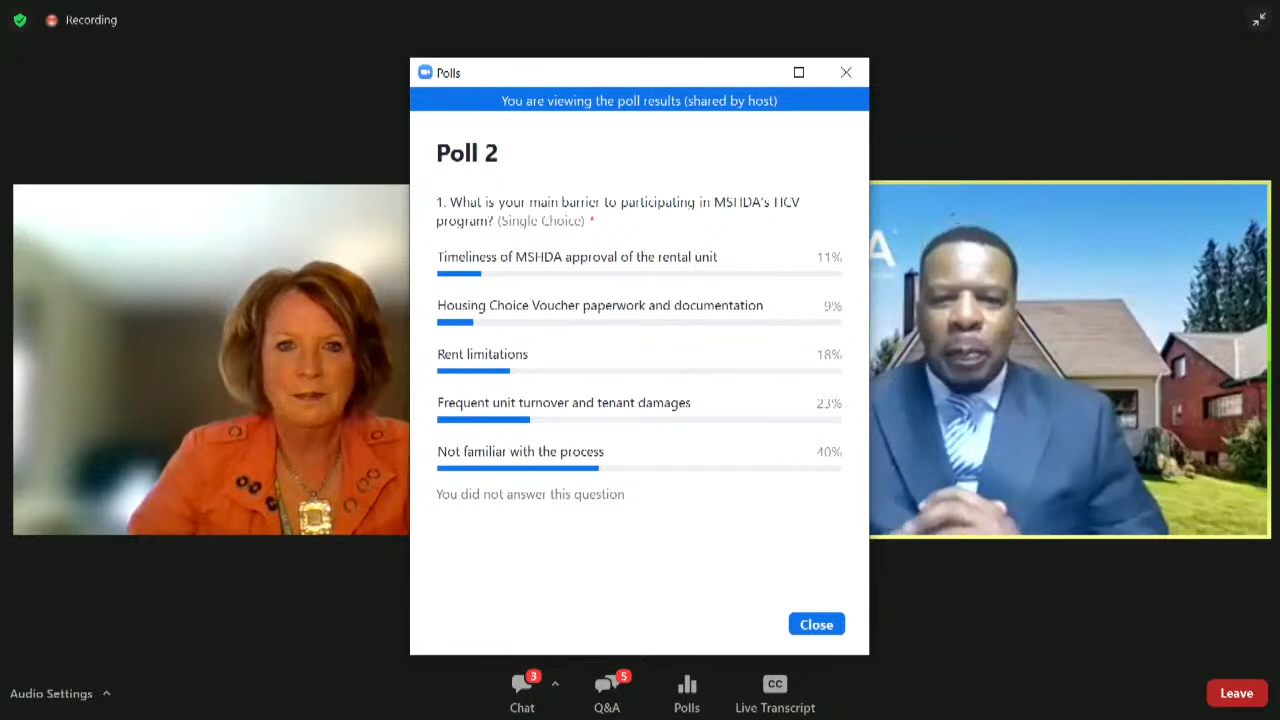 Recording
Polls
You are viewing the poll results (shared by host)
Poll 2
1. What is your main barrier to participating in MSHDA's HCV
program? (Single Choice) *
Timeliness of MSHDA approval of the rental unit 11%
Housing Choice Voucher paperwork and documentation 9%
Rent limitations 18%
Frequent unit turnover and tenant damages 23%
Not familiar with the process 40%
You did not answer this question
Close
A
3
5
CC
Audio Settings
Chat
Q&A
Polls
Live Transcript
Leave